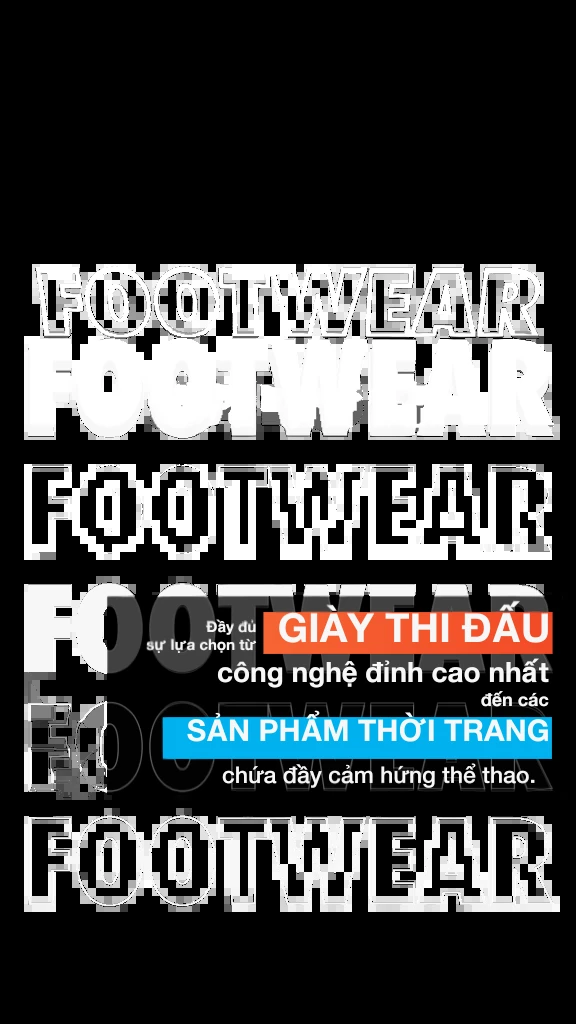 FOOTWEAR
FOOTWEAR
FOOTWEAR
FOOTWEAR
Đầy đủ
sự lựa chọn từ
GIÀY THI ĐẤU
công nghệ đỉnh cao nhất
đến các
FOOTWEAR
SẢN PHẨM THỜI TRANG
chứa đầy cảm hứng thể thao.
FOOTWEAR